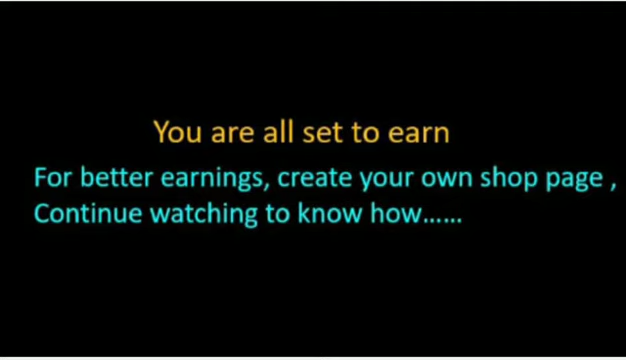 You are all set to earn
For better earnings, create your own shop page ,
Continue watching to know how......